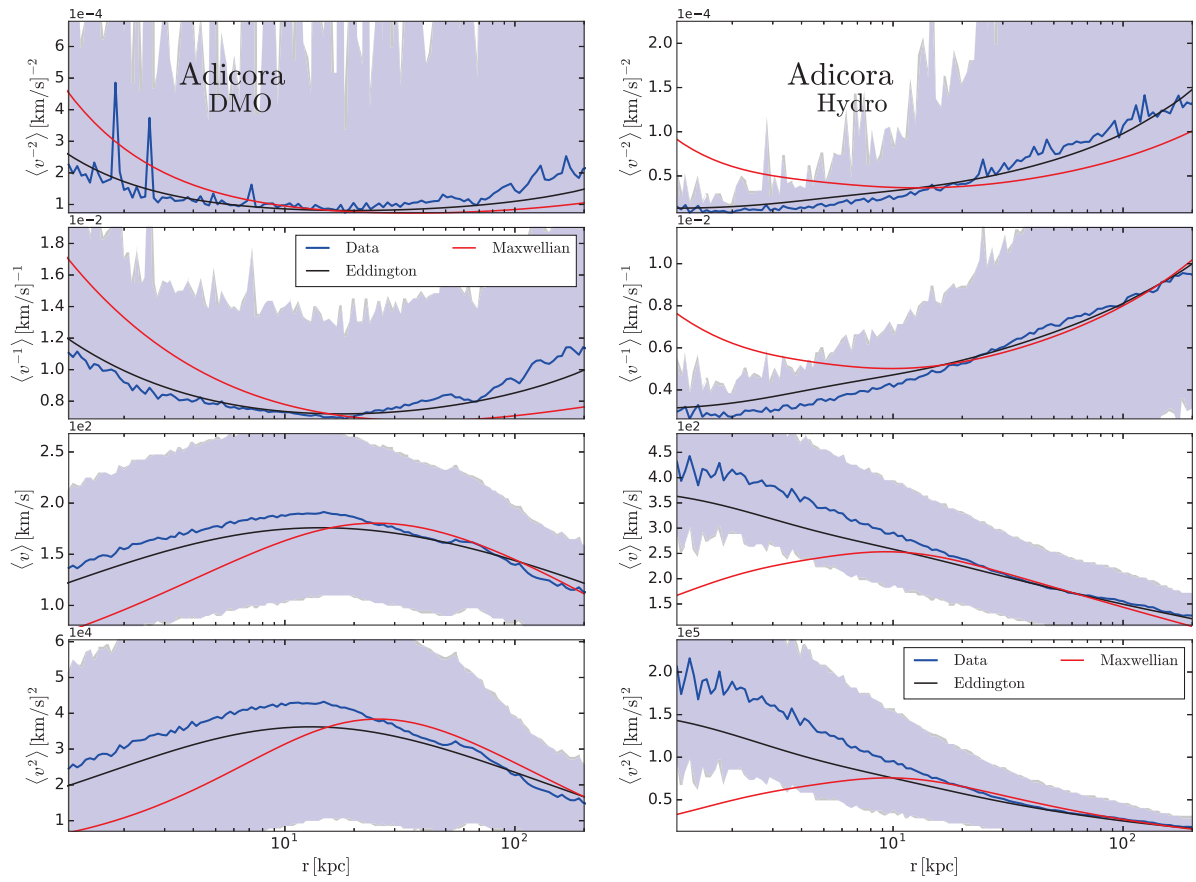 1e−4
6
5
4
3
2
1
⟨v⁻²⟩ [km/s]⁻²
Adicora
DMO
1e−2
1.8
1.6
1.4
1.2
1.0
0.8
⟨v⁻¹⟩ [km/s]⁻¹
Data
Eddington
Maxwellian
1e2
2.5
2.0
1.5
1.0
⟨v⟩ [km/s]
1e4
6
5
4
3
2
1
⟨v²⟩ [km/s]²
10¹
10²
r [kpc]
1e−4
2.0
1.5
1.0
0.5
⟨v⁻²⟩ [km/s]⁻²
Adicora
Hydro
1e−2
1.0
0.8
0.6
0.4
⟨v⁻¹⟩ [km/s]⁻¹
1e2
4.5
4.0
3.5
3.0
2.5
2.0
1.5
⟨v⟩ [km/s]
1e5
2.0
1.5
1.0
0.5
⟨v²⟩ [km/s]²
Data
Eddington
Maxwellian
10¹
10²
r [kpc]